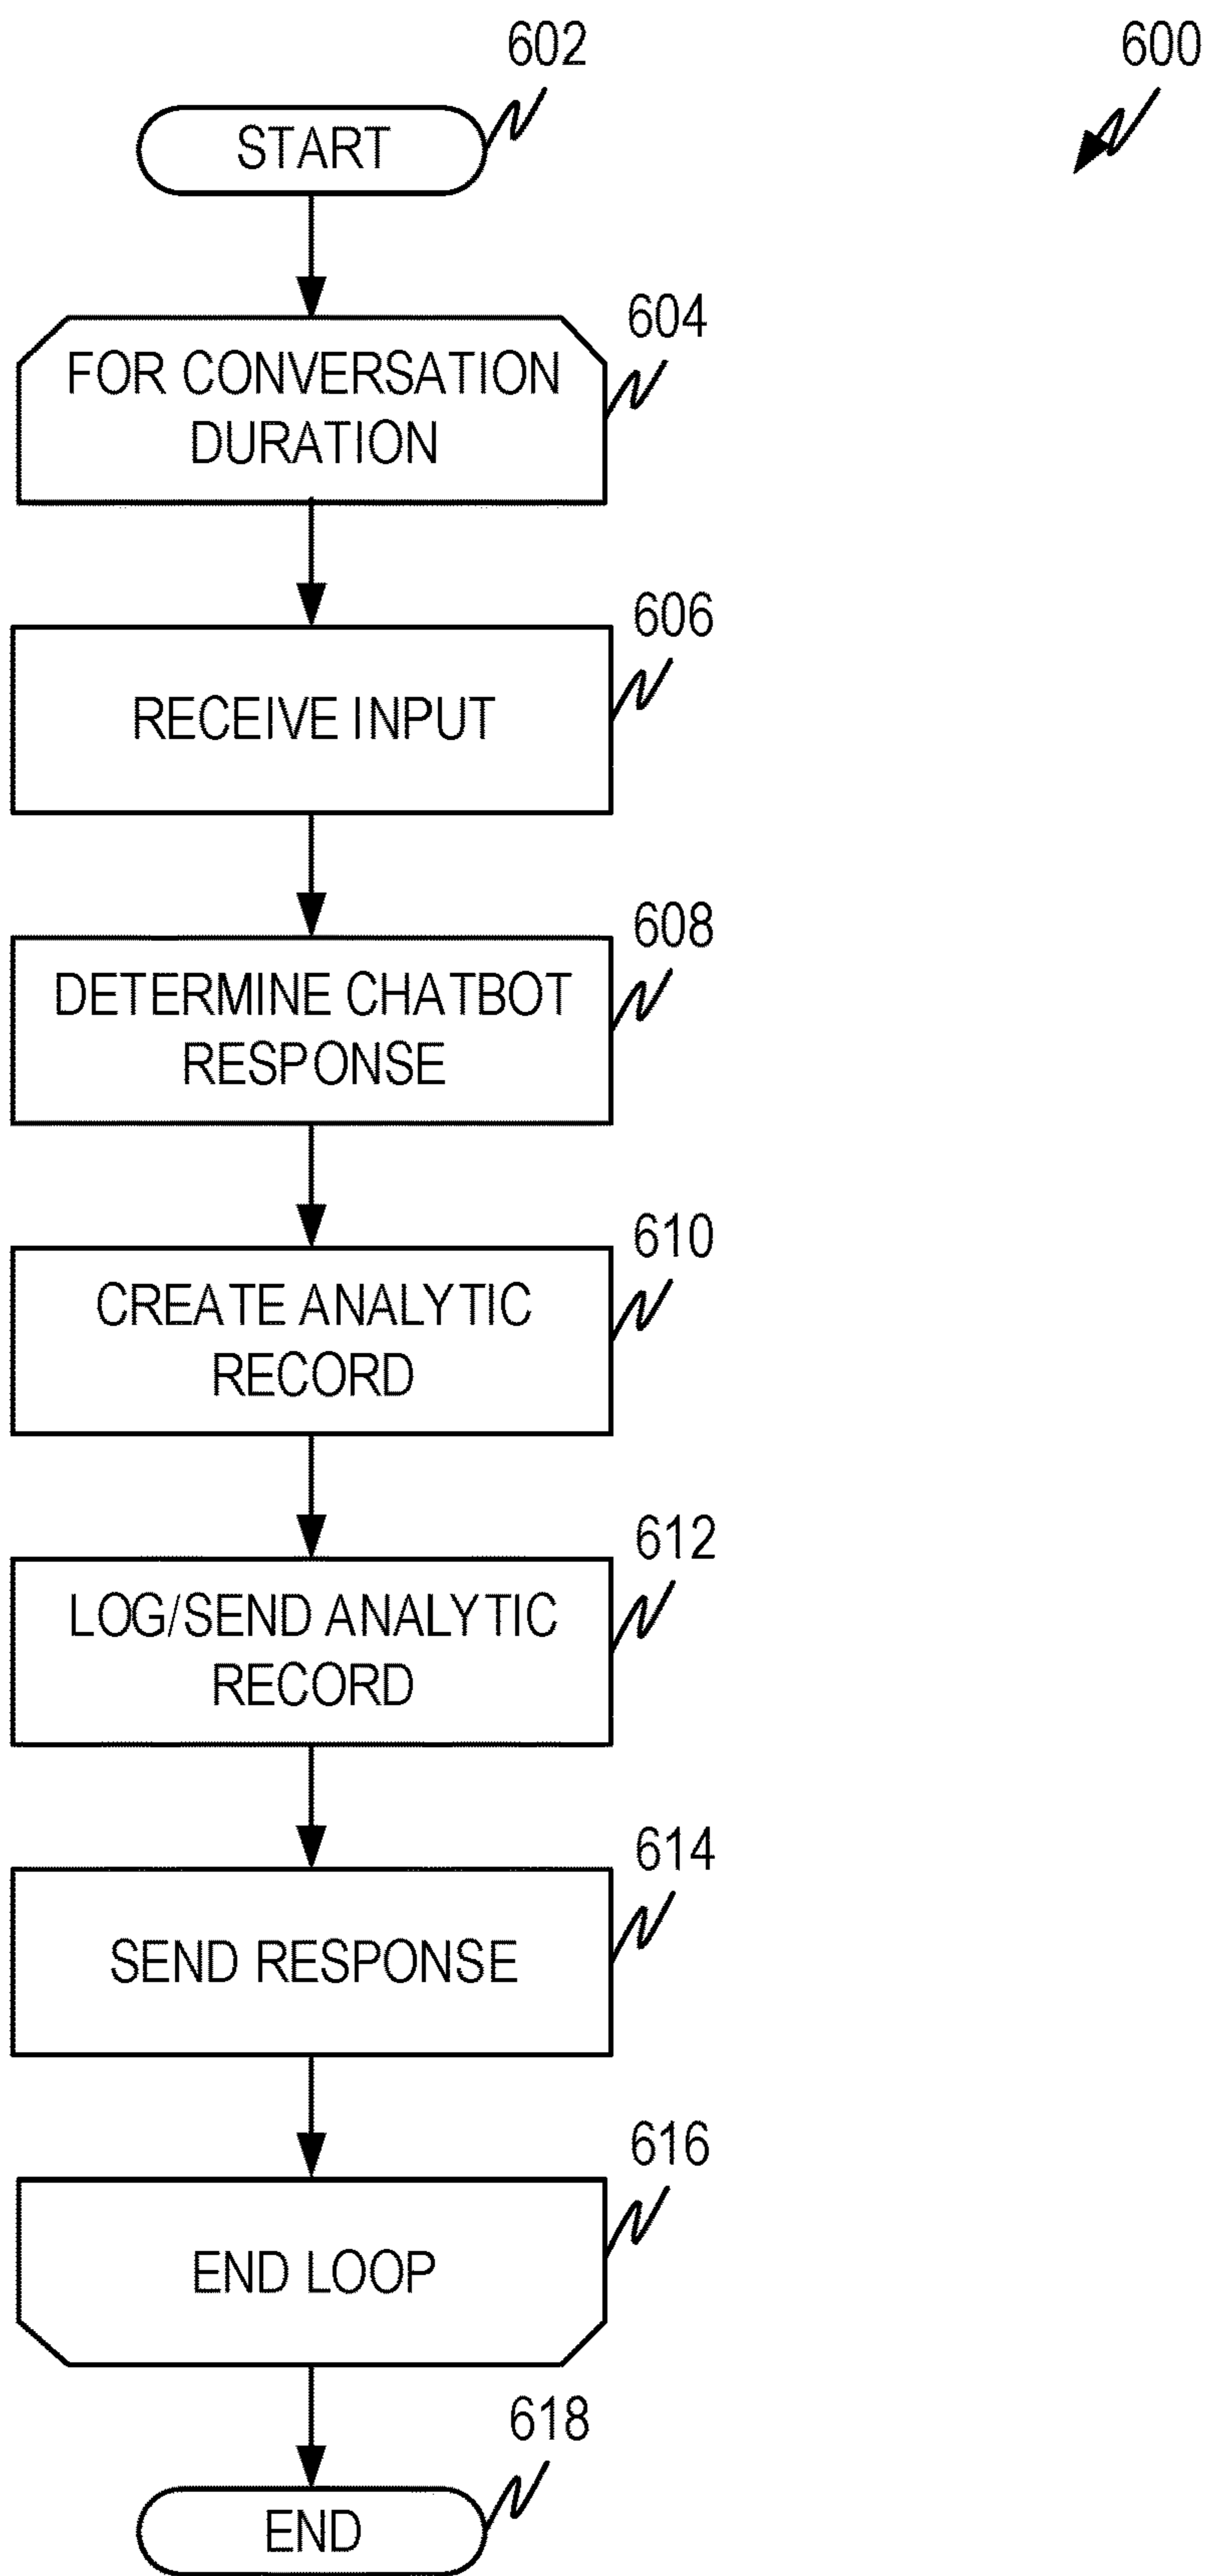 602
600
START
604
FOR CONVERSATION
DURATION
606
RECEIVE INPUT
608
DETERMINE CHATBOT
RESPONSE
610
CREATE ANALYTIC
RECORD
612
LOG/SEND ANALYTIC
RECORD
614
SEND RESPONSE
616
END LOOP
618
END